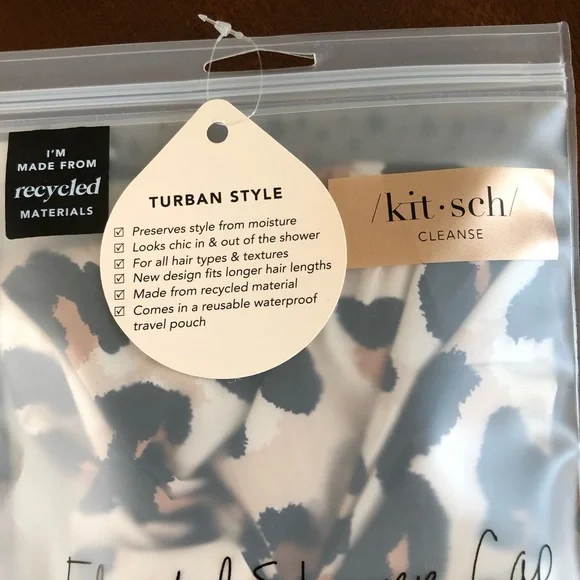 I'M
MADE FROM
recycled
MATERIALS
TURBAN STYLE
☑ Preserves style from moisture
☑ Looks chic in & out of the shower
☑ For all hair types & textures
☑ New design fits longer hair lengths
☑ Made from recycled material
☑ Comes in a reusable waterproof
travel pouch
/kit·sch/
CLEANSE
Shower Cap